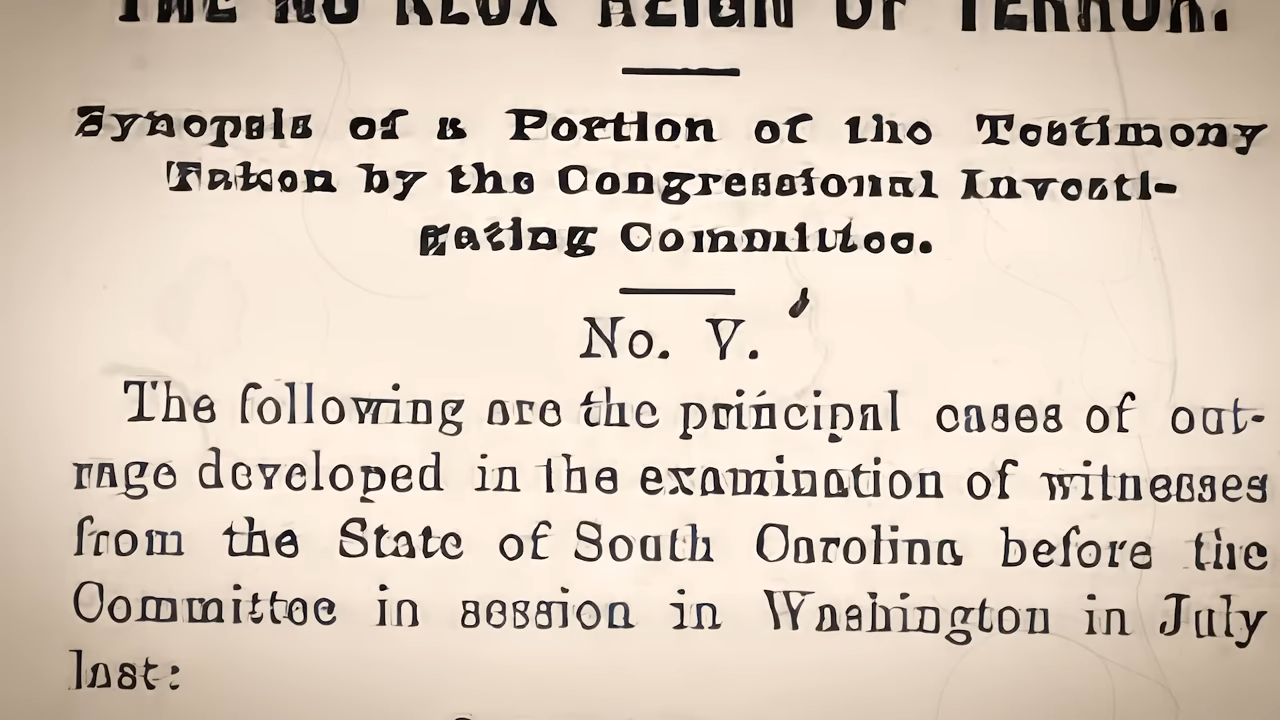 THE KU KLUX REIGN OF TERROR.
Synopsis of a Portion of the Testimony
Taken by the Congressional Investi-
gating Committee.
No. V.
The following are the principal cases of out-
rage developed in the examination of witnesses
from the State of South Carolina before the
Committee in session in Washington in July
last: